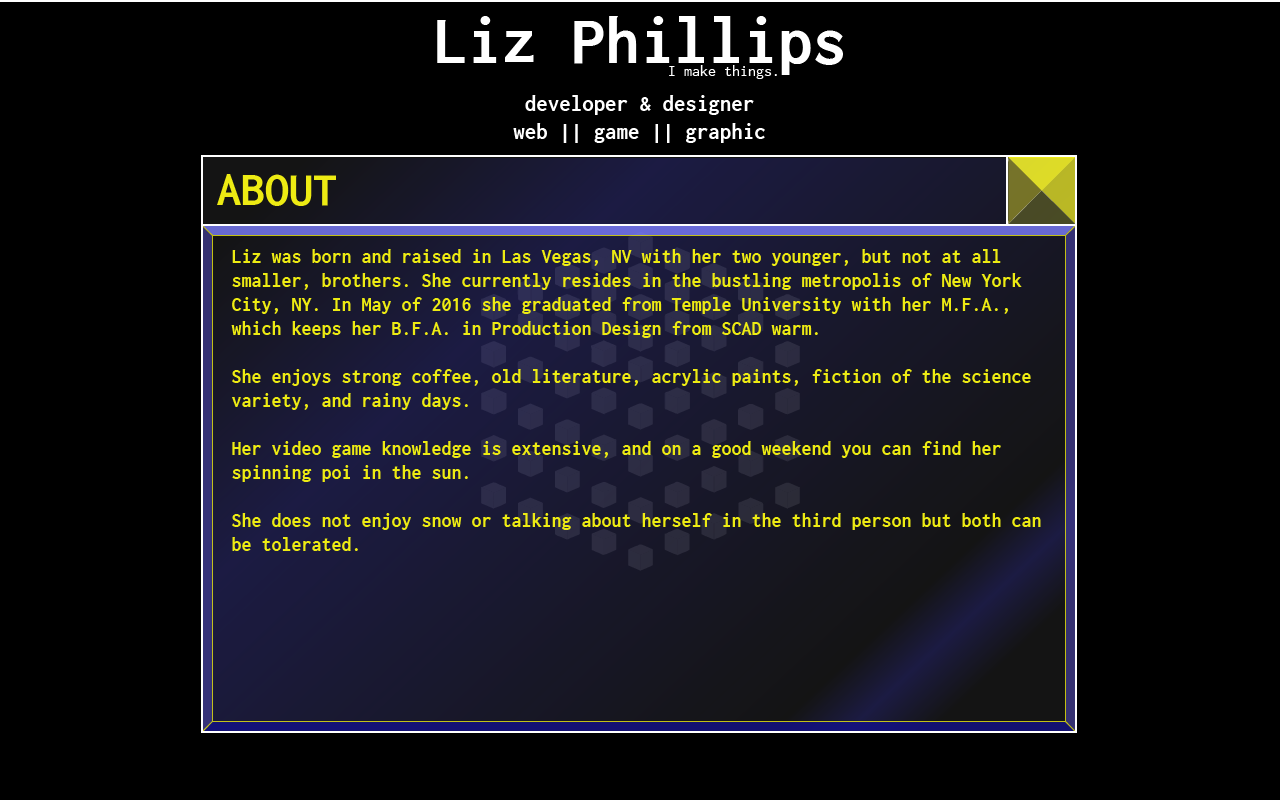 Liz Phillips
I make things.
developer & designer
web || game || graphic
ABOUT
Liz was born and raised in Las Vegas, NV with her two younger, but not at all
smaller, brothers. She currently resides in the bustling metropolis of New York
City, NY. In May of 2016 she graduated from Temple University with her M.F.A.,
which keeps her B.F.A. in Production Design from SCAD warm.
She enjoys strong coffee, old literature, acrylic paints, fiction of the science
variety, and rainy days.
Her video game knowledge is extensive, and on a good weekend you can find her
spinning poi in the sun.
She does not enjoy snow or talking about herself in the third person but both can
be tolerated.